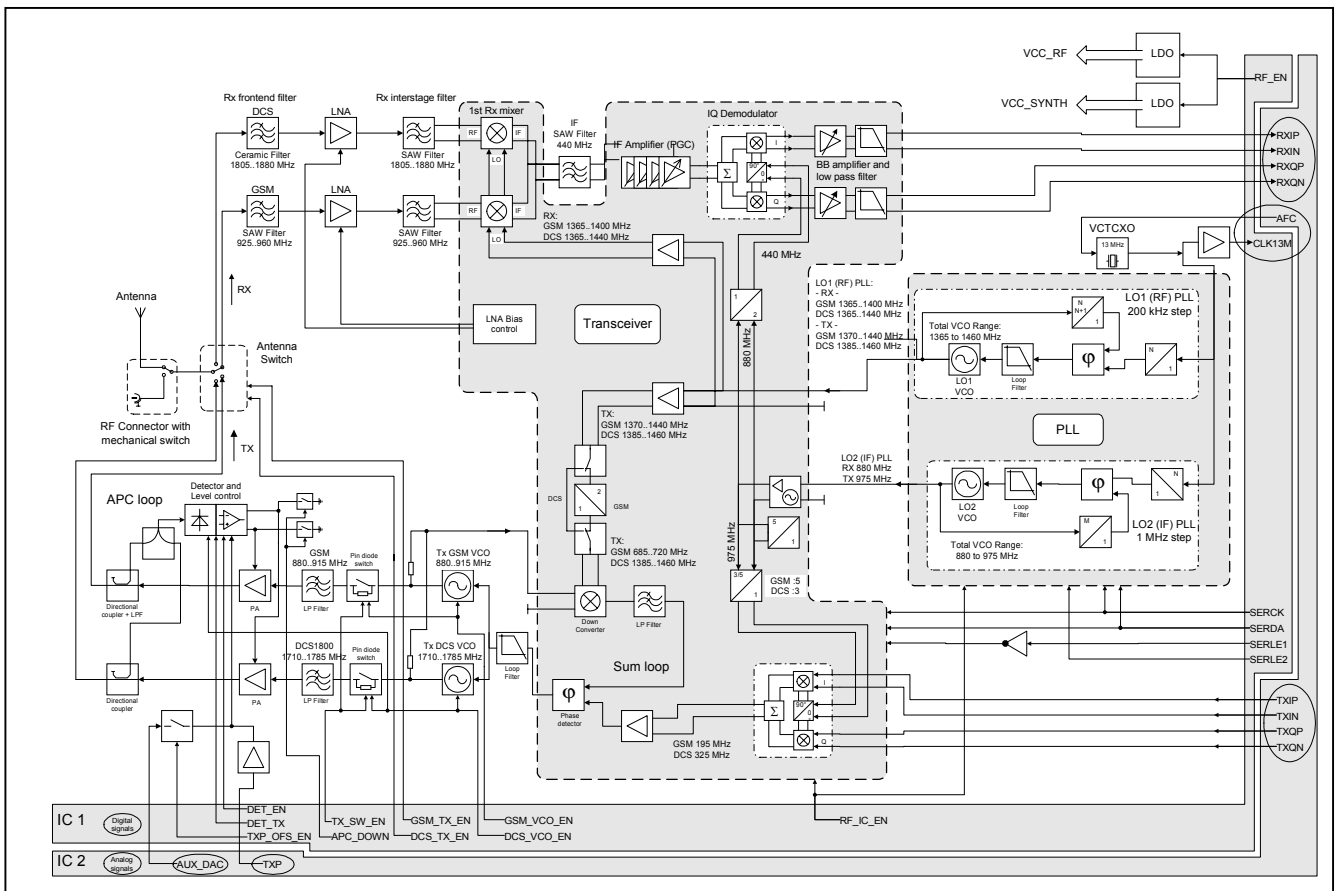 VCC_RF
LDO
RF_EN
VCC_SYNTH
LDO
Rx frontend filter
DCS
Ceramic Filter
1805..1880 MHz
LNA
Rx interstage filter
SAW Filter
1805..1880 MHz
1st Rx mixer
RF
IF
LO
IF
SAW Filter
440 MHz
IF Amplifier (PGC)
IQ Demodulator
Σ
I
90°
0
Q
BB amplifier and
low pass filter
RXIP
RXIN
RXQP
RXQN
GSM
SAW Filter
925..960 MHz
LNA
SAW Filter
925..960 MHz
RF
IF
LO
RX:
GSM 1365..1400 MHz
DCS 1365..1440 MHz
440 MHz
VCTCXO
13 MHz
AFC
CLK13M
RX
Antenna
Antenna
Switch
RF Connector with
mechanical switch
TX
LNA Bias
control
Transceiver
1
2
880 MHz
LO1 (RF) PLL:
- RX -
GSM 1365..1400 MHz
DCS 1365..1440 MHz
- TX -
GSM 1370..1440 MHz
DCS 1385..1460 MHz
LO1 (RF) PLL
200 kHz step
N
N+1
1
Total VCO Range:
1365 to 1460 MHz
LO1
VCO
Loop
Filter
φ
N
1
PLL
TX:
GSM 1370..1440 MHz
DCS 1385..1460 MHz
DCS
2
1
GSM
TX:
GSM 685..720 MHz
DCS 1385..1460 MHz
LO2 (IF) PLL
RX 880 MHz
TX 975 MHz
LO2
VCO
Loop
Filter
φ
N
1
M
1
LO2 (IF) PLL
1 MHz step
Total VCO Range:
880 to 975 MHz
5
1
975 MHz
3/5
1
GSM :5
DCS :3
APC loop
Detector and
Level control
GSM
880..915 MHz
Pin diode
switch
Tx GSM VCO
880..915 MHz
Directional
coupler + LPF
PA
LP Filter
Down
Converter
LP Filter
DCS1800
1710..1785 MHz
Pin diode
switch
Tx DCS VCO
1710..1785 MHz
Loop
Filter
Directional
coupler
PA
LP Filter
Sum loop
φ
Phase
detector
GSM 195 MHz
DCS 325 MHz
Σ
I
90°
0
Q
SERCK
SERDA
SERLE1
SERLE2
TXIP
TXIN
TXQP
TXQN
IC 1
Digital
signals
DET_EN
DET_TX
TXP_OFS_EN
TX_SW_EN
APC_DOWN
GSM_TX_EN
DCS_TX_EN
GSM_VCO_EN
DCS_VCO_EN
RF_IC_EN
IC 2
Analog
signals
AUX_DAC
TXP